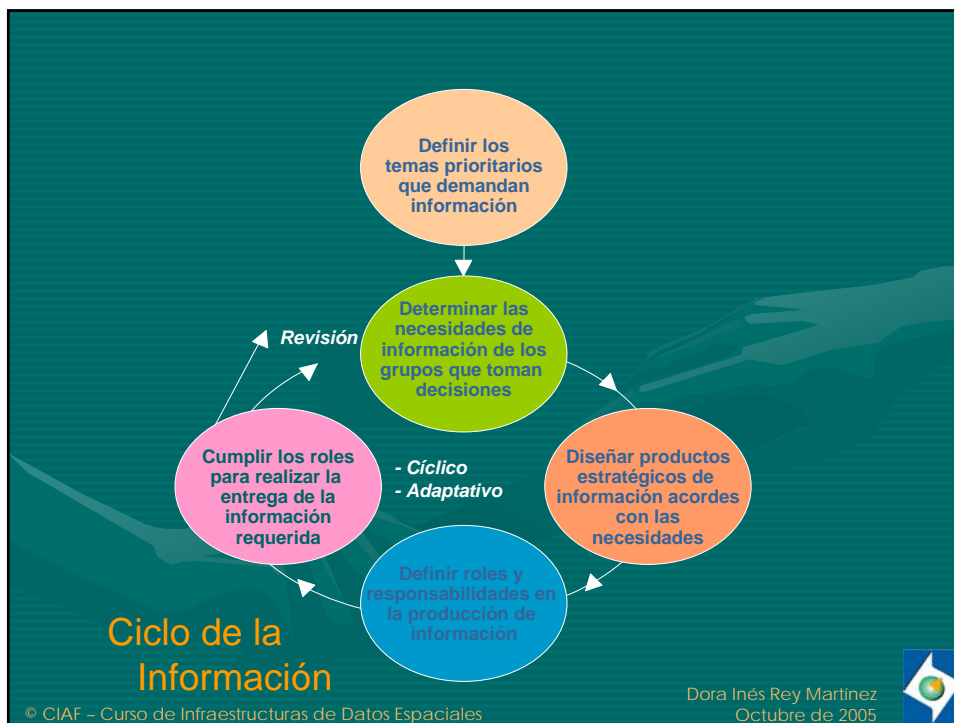 Definir los
temas prioritarios
que demandan
información
Determinar las
necesidades de
información de los
grupos que toman
decisiones
Revisión
Cumplir los roles
para realizar la
entrega de la
información
requerida
- Cíclico
- Adaptativo
Diseñar productos
estratégicos de
información acordes
con las
necesidades
Definir roles y
responsabilidades en
la producción de
información
Ciclo de la
Información
© CIAF – Curso de Infraestructuras de Datos Espaciales
Dora Inés Rey Martínez
Octubre de 2005